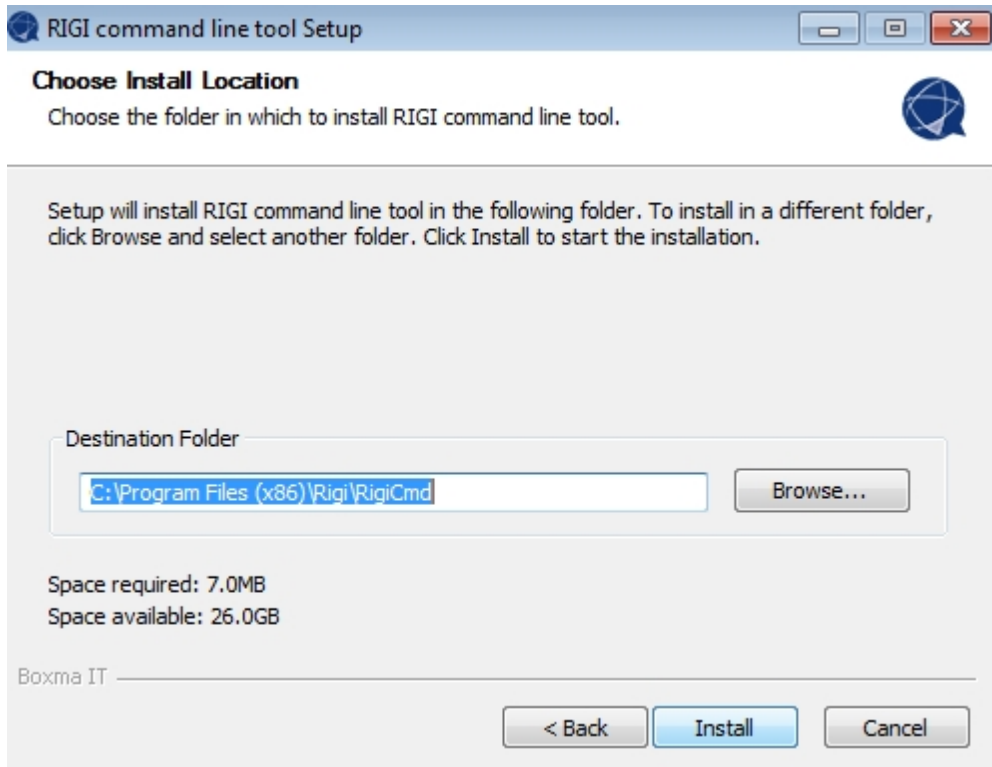 RIGI command line tool Setup
Choose Install Location
Choose the folder in which to install RIGI command line tool.
Setup will install RIGI command line tool in the following folder. To install in a different folder,
click Browse and select another folder. Click Install to start the installation.
Destination Folder
C:\Program Files (x86)\Rigi\RigiCmd
Browse...
Space required: 7.0MB
Space available: 26.0GB
Boxma IT
< Back
Install
Cancel